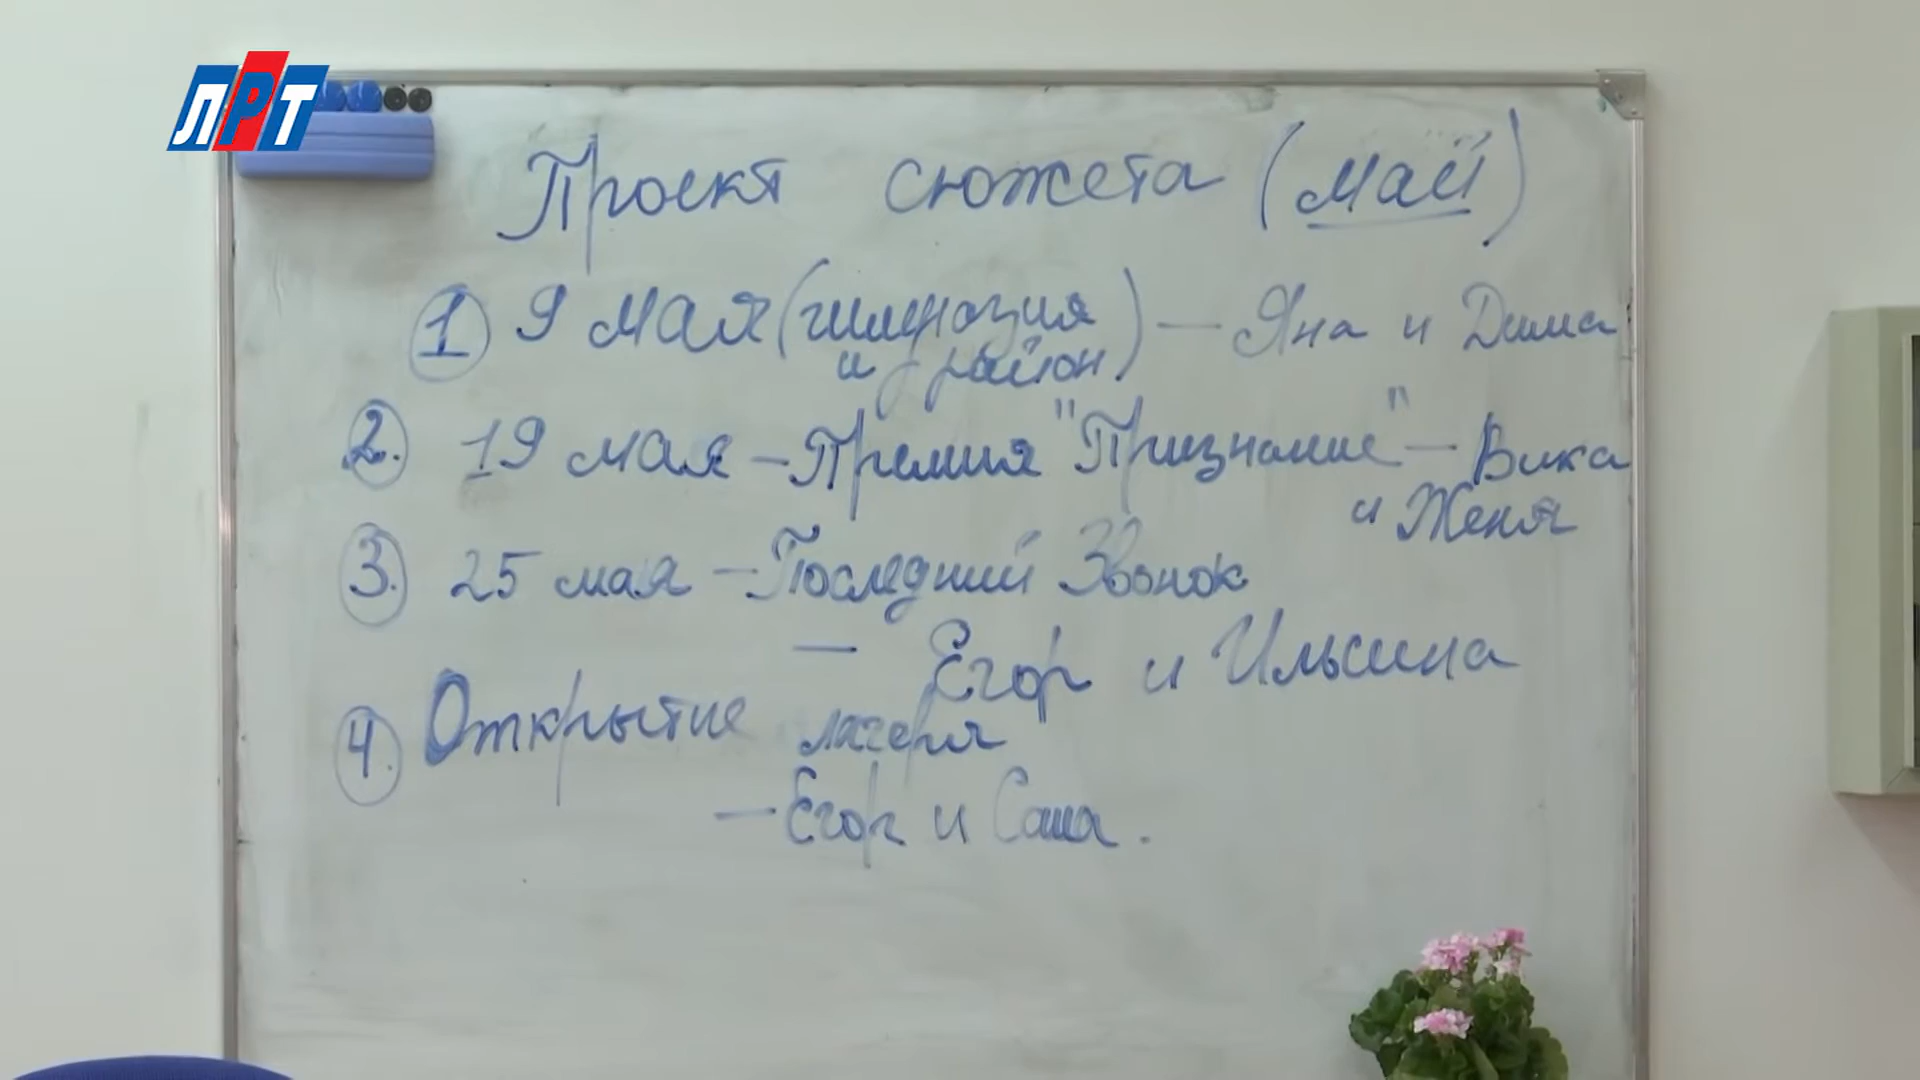 ЛРТ
Проект сюжета (май)
1 9 мая (гимназия — Яна и Дима
и район)
2. 19 мая – Премия "Признание" – Вика
и Женя
3. 25 мая – Последний Звонок
— Егор и Ильсина
4. Открытие лагеря
— Егор и Саша.